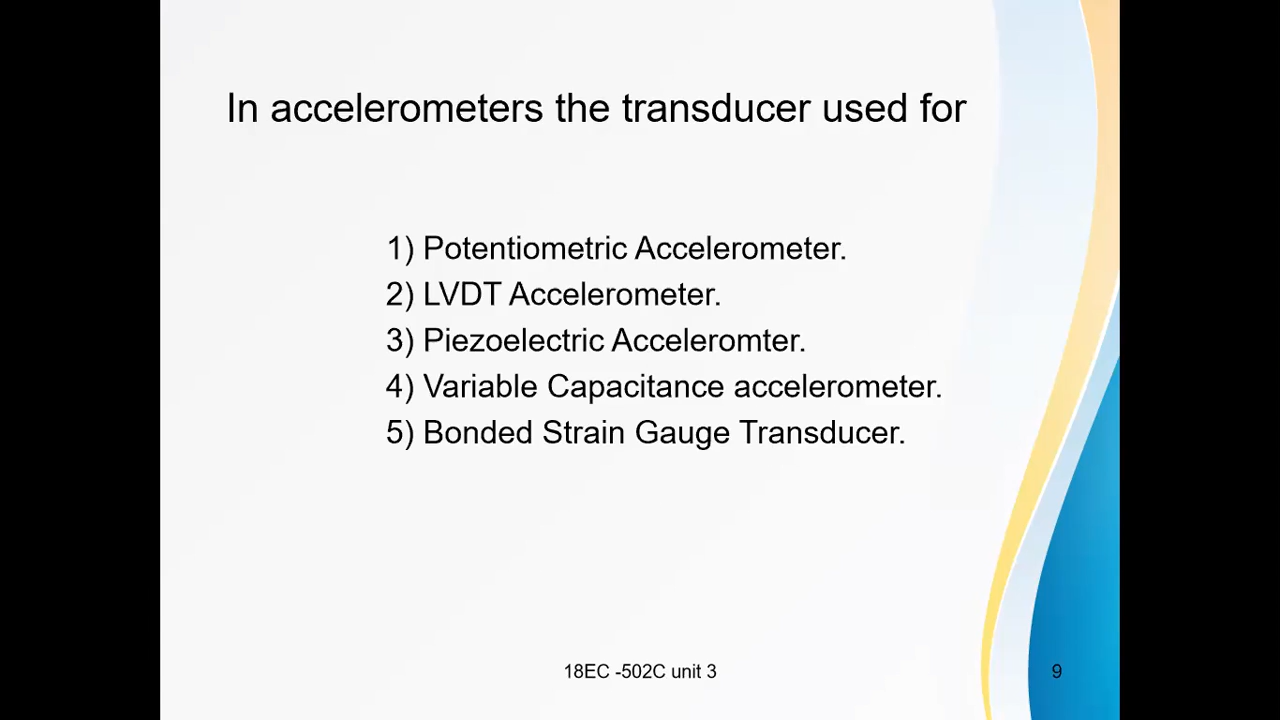 In accelerometers the transducer used for
1) Potentiometric Accelerometer.
2) LVDT Accelerometer.
3) Piezoelectric Acceleromter.
4) Variable Capacitance accelerometer.
5) Bonded Strain Gauge Transducer.
18EC -502C unit 3
9